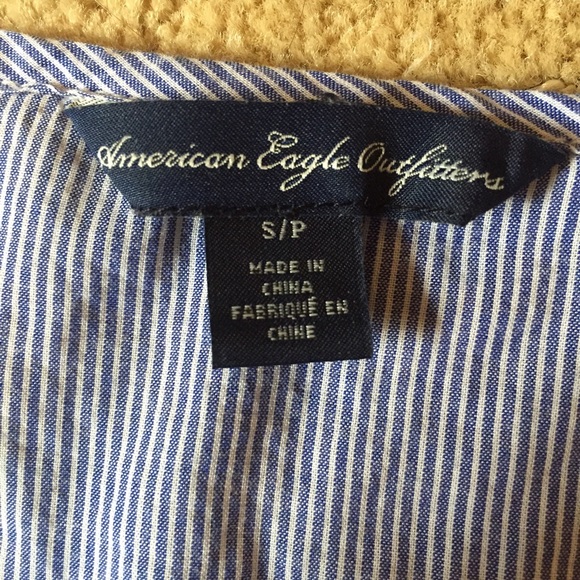 American Eagle Outfitters
S/P
MADE IN
CHINA
FABRIQUÉ EN
CHINE